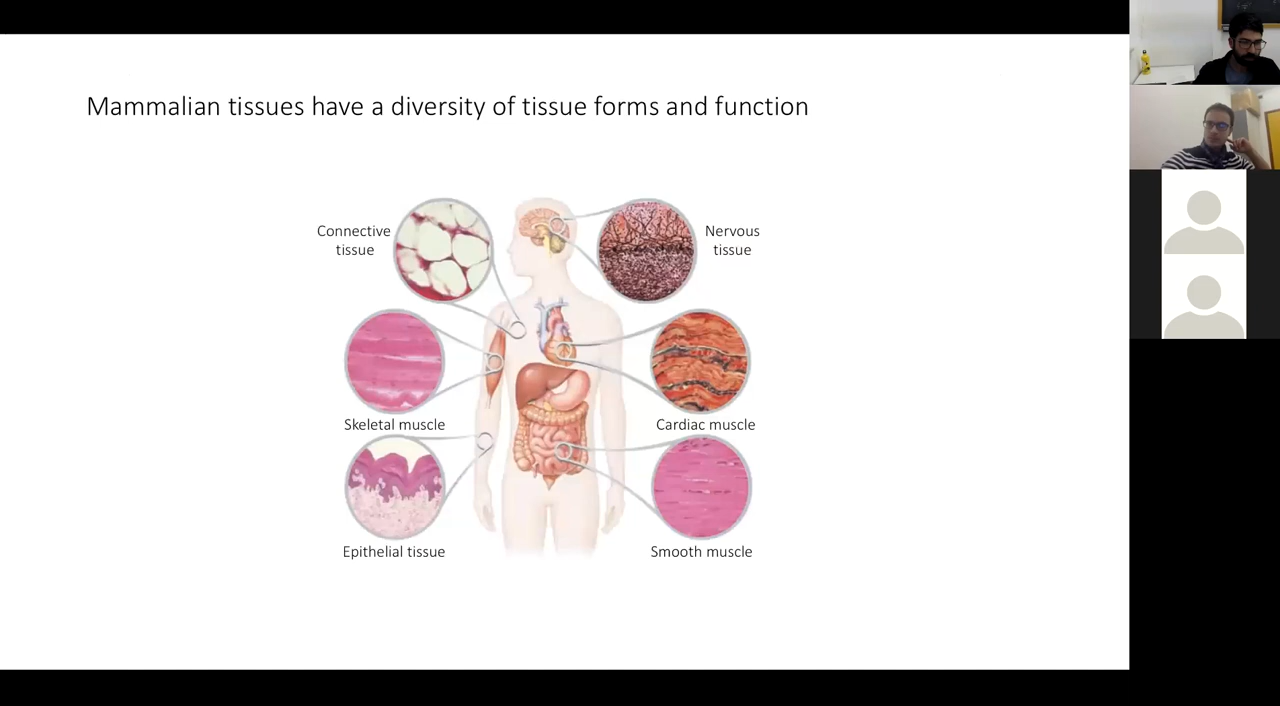 Mammalian tissues have a diversity of tissue forms and function
Connective
tissue
Nervous
tissue
Skeletal muscle
Cardiac muscle
Epithelial tissue
Smooth muscle